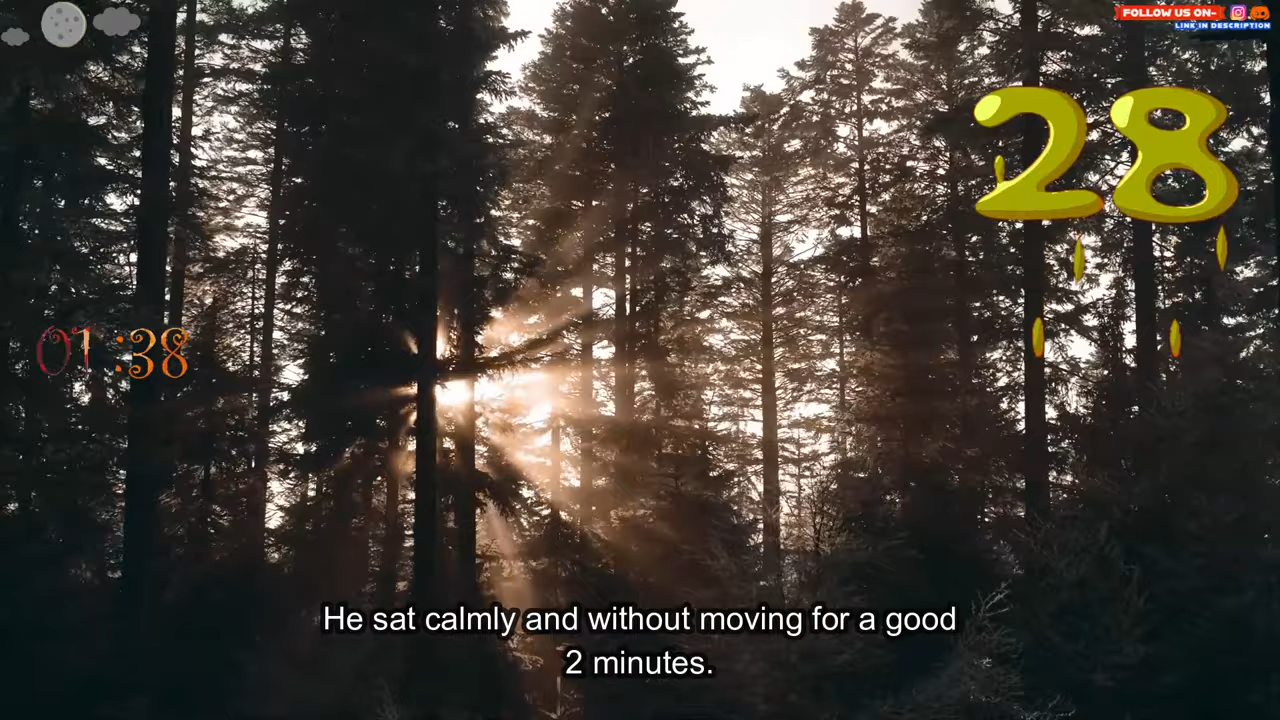 FOLLOW US ON-
LINK IN DESCRIPTION
28
01:38
He sat calmly and without moving for a good
2 minutes.